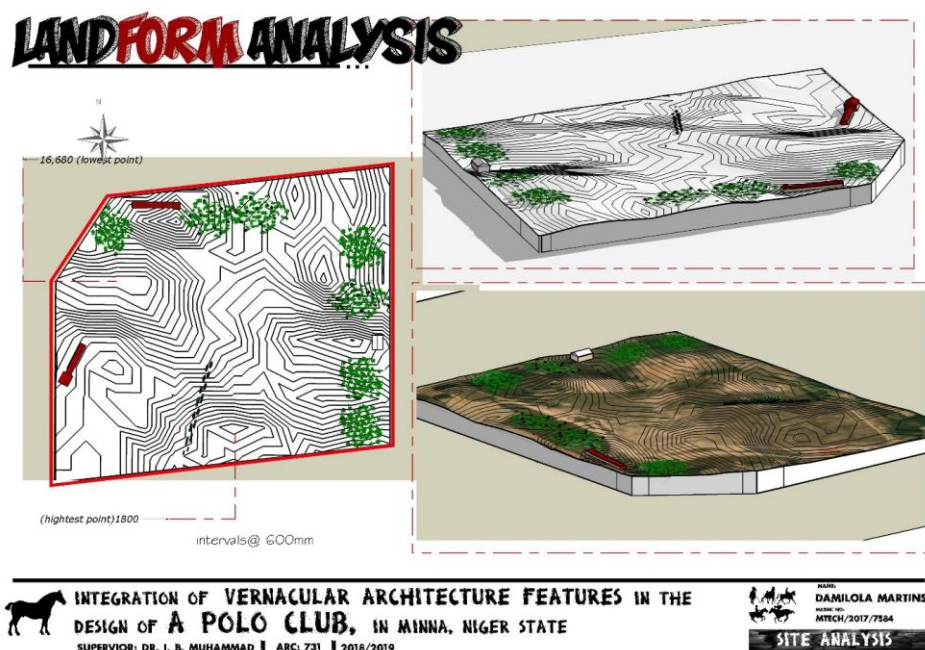 LANDFORM ANALYSIS...
N
16,680 (lowest point)
(hightest point)1800
intervals@ 600mm
INTEGRATION OF VERNACULAR ARCHITECTURE FEATURES IN THE
DESIGN OF A POLO CLUB, IN MINNA, NIGER STATE
SUPERVIOR: DR. I. B. MUHAMMAD | ARC: 731 | 2018/2019
NAME:
DAMILOLA MARTINS
MATRIC NO:
MTECH/2017/7584
SITE ANALYSIS